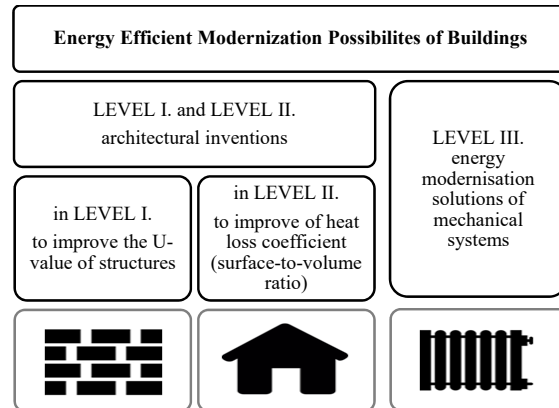 Energy Efficient Modernization Possibilites of Buildings
LEVEL I. and LEVEL II.
architectural inventions
in LEVEL I.
to improve the U-
value of structures
in LEVEL II.
to improve of heat
loss coefficient
(surface-to-volume
ratio)
LEVEL III.
energy
modernisation
solutions of
mechanical
systems